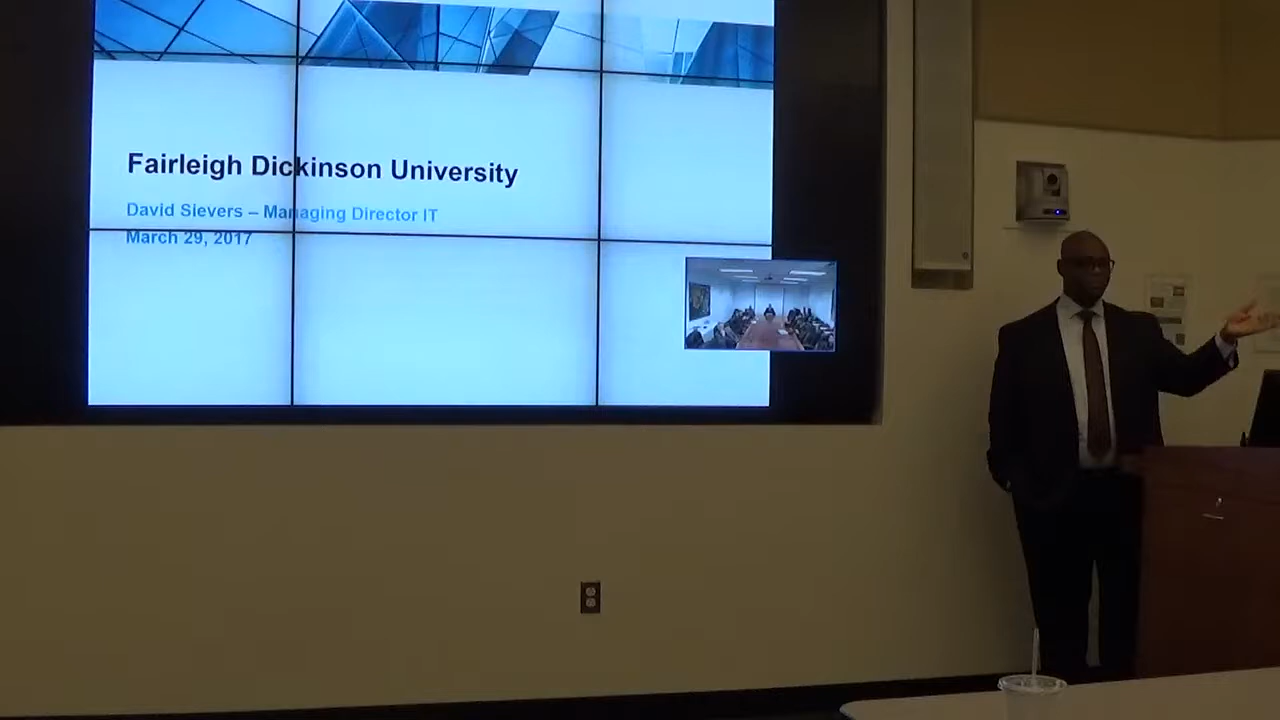 Fairleigh Dickinson University
David Sievers – Managing Director IT
March 29, 2017